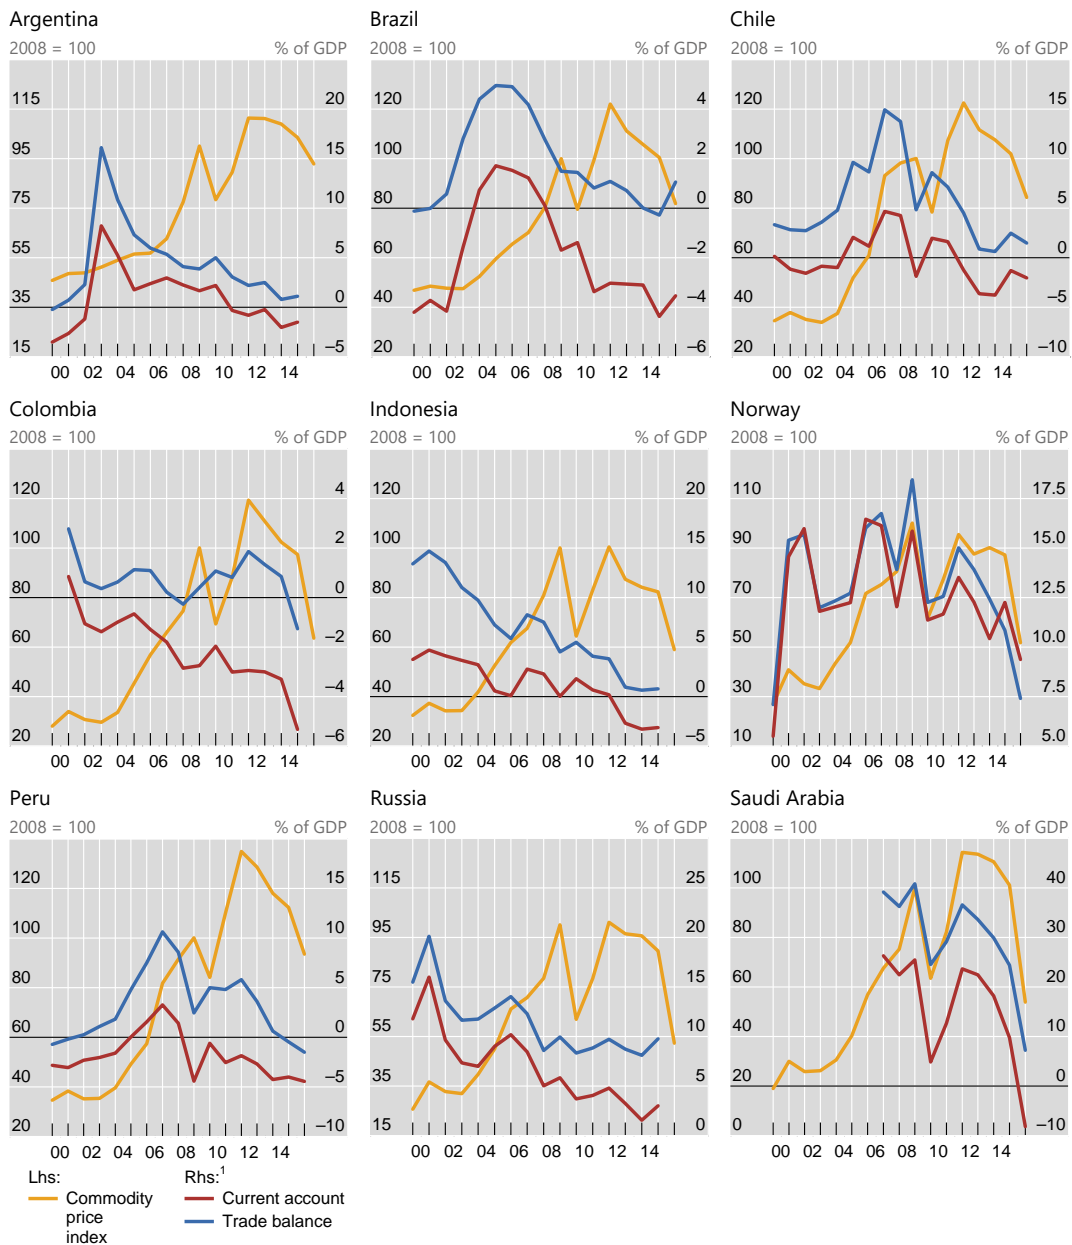 Argentina
2008 = 100 % of GDP
115 20
95 15
75 10
55 5
35 0
15 –5
00 02 04 06 08 10 12 14
Brazil
2008 = 100 % of GDP
120 4
100 2
80 0
60 –2
40 –4
20 –6
00 02 04 06 08 10 12 14
Chile
2008 = 100 % of GDP
120 15
100 10
80 5
60 0
40 –5
20 –10
00 02 04 06 08 10 12 14
Colombia
2008 = 100 % of GDP
120 4
100 2
80 0
60 –2
40 –4
20 –6
00 02 04 06 08 10 12 14
Indonesia
2008 = 100 % of GDP
120 20
100 15
80 10
60 5
40 0
20 –5
00 02 04 06 08 10 12 14
Norway
2008 = 100 % of GDP
110 17.5
90 15.0
70 12.5
50 10.0
30 7.5
10 5.0
00 02 04 06 08 10 12 14
Peru
2008 = 100 % of GDP
120 15
100 10
80 5
60 0
40 –5
20 –10
00 02 04 06 08 10 12 14
Russia
2008 = 100 % of GDP
115 25
95 20
75 15
55 10
35 5
15 0
00 02 04 06 08 10 12 14
Saudi Arabia
2008 = 100 % of GDP
100 40
80 30
60 20
40 10
20 0
0 –10
00 02 04 06 08 10 12 14
Lhs:
Commodity
price
index
Rhs:1
Current account
Trade balance